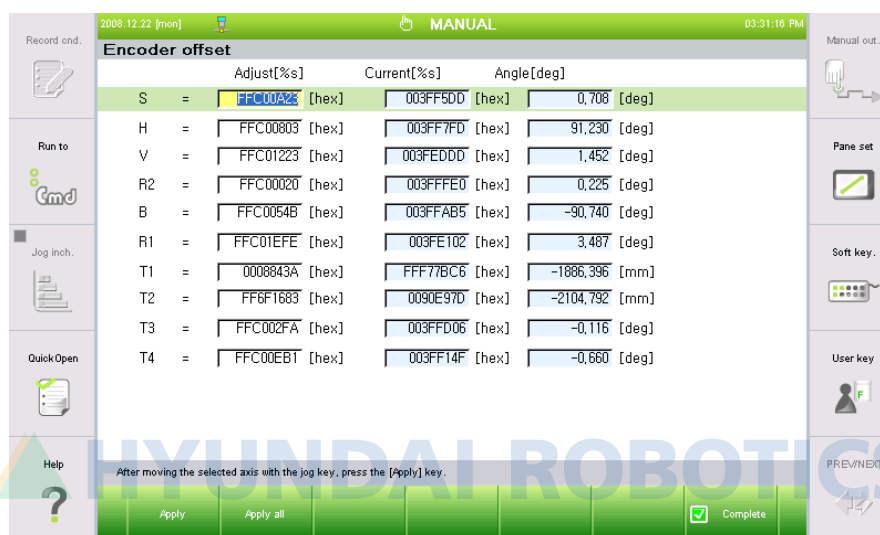 2008.12.22 [mon] MANUAL 03:31:16 PM
Record cnd.
Manual out.
Encoder offset
Adjust[%s] Current[%s] Angle[deg]
S = FFC00A23 [hex] 003FF5DD [hex] 0,708 [deg]
H = FFC00803 [hex] 003FF7FD [hex] 91,230 [deg]
Run to
Pane set
V = FFC01223 [hex] 003FEDDD [hex] 1,452 [deg]
R2 = FFC00020 [hex] 003FFFE0 [hex] 0,225 [deg]
Cmd
B = FFC0054B [hex] 003FFAB5 [hex] -90,740 [deg]
R1 = FFC01EFE [hex] 003FE102 [hex] 3,487 [deg]
Jog inch.
Soft key.
T1 = 0008843A [hex] FFF77BC6 [hex] -1886,396 [mm]
T2 = FF6F1683 [hex] 0090E97D [hex] -2104,792 [mm]
T3 = FFC002FA [hex] 003FFD06 [hex] -0,116 [deg]
T4 = FFC00EB1 [hex] 003FF14F [hex] -0,660 [deg]
Quick Open
User key
F
HYUNDAI ROBOTICS
Help
PREV/NEX
After moving the selected axis with the jog key, press the [Apply] key.
?
Apply Apply all Complete